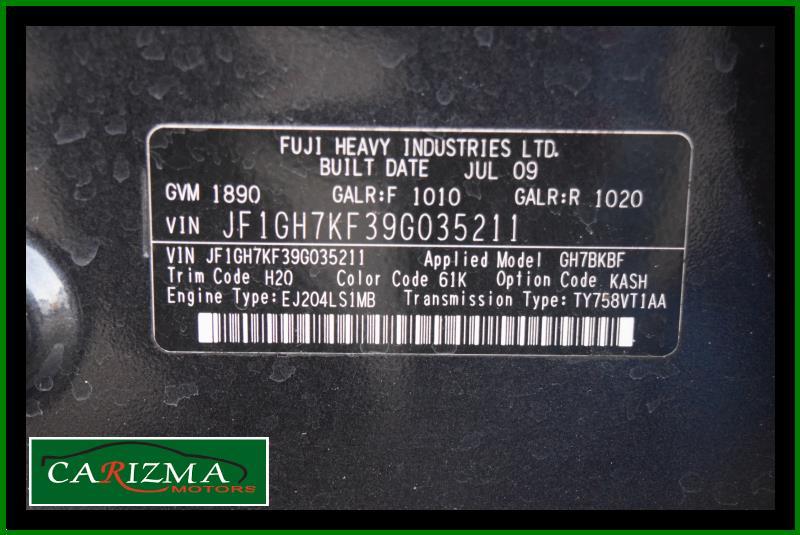 FUJI HEAVY INDUSTRIES LTD.
BUILT DATE JUL 09
GVM 1890 GALR:F 1010 GALR:R 1020
VIN JF1GH7KF39G035211
VIN JF1GH7KF39G035211 Applied Model GH7BKBF
Trim Code H20 Color Code 61K Option Code KASH
Engine Type:EJ204LS1MB Transmission Type:TY758VT1AA
CARIZMA
MOTORS